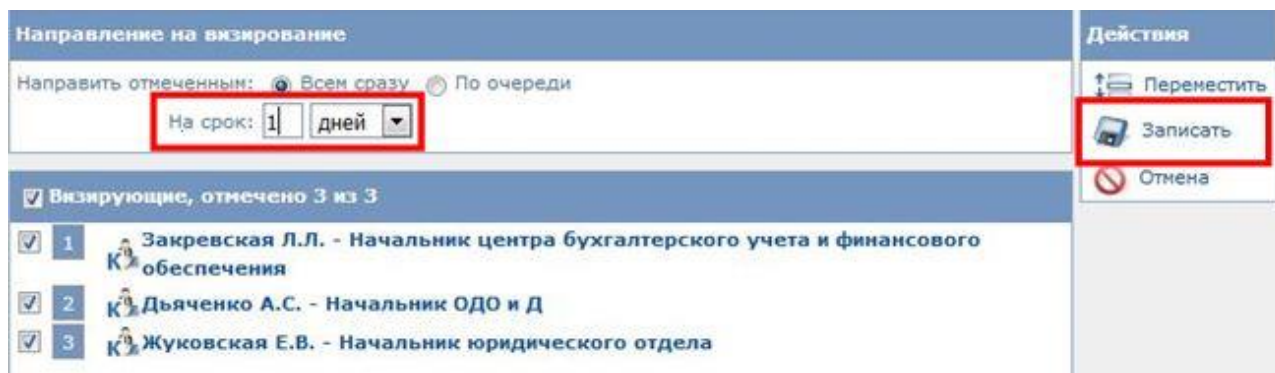 Направление на визирование
Направить отмеченным: Всем сразу По очереди
На срок: 1 дней
Визирующие, отмечено 3 из 3
1 К Закревская Л.Л. - Начальник центра бухгалтерского учета и финансового
обеспечения
2 К Дьяченко А.С. - Начальник ОДО и Д
3 К Жуковская Е.В. - Начальник юридического отдела
Действия
Переместить
Записать
Отмена